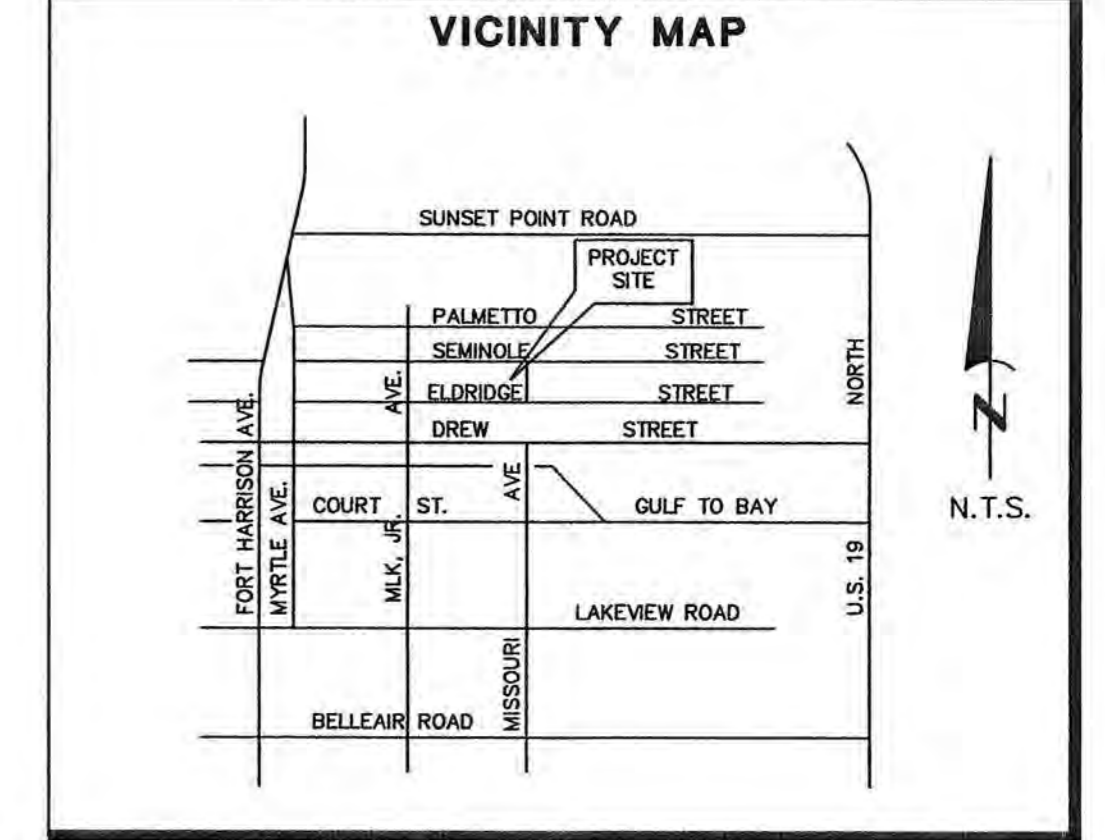 VICINITY MAP
SUNSET POINT ROAD
PROJECT
SITE
PALMETTO STREET
SEMINOLE STREET
ELDRIDGE STREET
DREW STREET
COURT ST. GULF TO BAY
LAKEVIEW ROAD
BELLEAIR ROAD
FORT HARRISON AVE.
MYRTLE AVE.
MLK, JR. AVE.
MISSOURI AVE
U.S. 19 NORTH
N
N.T.S.